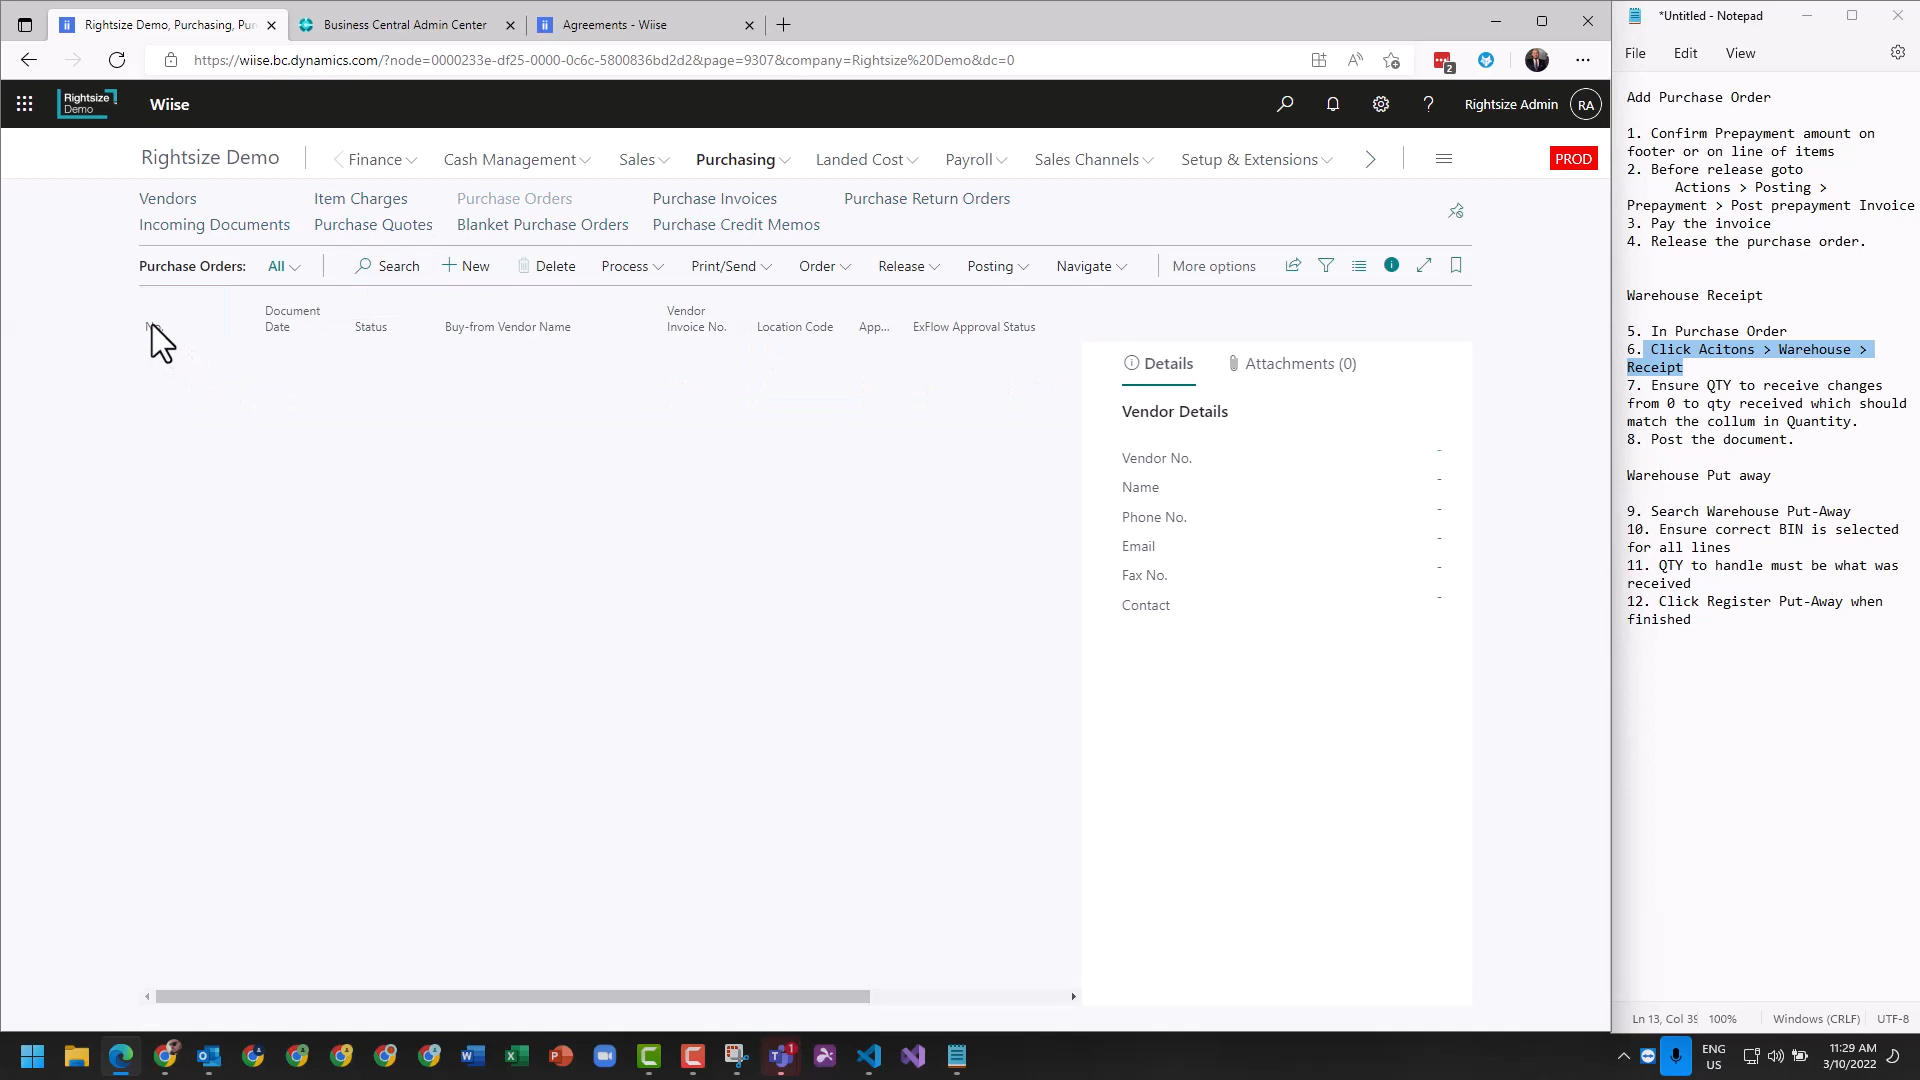 Rightsize Demo, Purchasing, Pur
Business Central Admin Center
Agreements - Wiise
https://wiise.bc.dynamics.com/?node=0000233e-df25-0000-0c6c-5800836bd2d2&page=9307&company=Rightsize%20Demo&dc=0
2
Rightsize
Demo
Wiise
Rightsize Admin
RA
Rightsize Demo
Finance
Cash Management
Sales
Purchasing
Landed Cost
Payroll
Sales Channels
Setup & Extensions
PROD
Vendors
Item Charges
Purchase Orders
Purchase Invoices
Purchase Return Orders
Incoming Documents
Purchase Quotes
Blanket Purchase Orders
Purchase Credit Memos
Purchase Orders:
All
Search
New
Delete
Process
Print/Send
Order
Release
Posting
Navigate
More options
No.
Document
Date
Status
Buy-from Vendor Name
Vendor
Invoice No.
Location Code
App...
ExFlow Approval Status
Details
Attachments (0)
Vendor Details
Vendor No.
-
Name
-
Phone No.
-
Email
-
Fax No.
-
Contact
-
*Untitled - Notepad
File
Edit
View
Add Purchase Order
1. Confirm Prepayment amount on
footer or on line of items
2. Before release goto
Actions > Posting >
Prepayment > Post prepayment Invoice
3. Pay the invoice
4. Release the purchase order.
Warehouse Receipt
5. In Purchase Order
6. Click Acitons > Warehouse >
Receipt
7. Ensure QTY to receive changes
from 0 to qty received which should
match the collum in Quantity.
8. Post the document.
Warehouse Put away
9. Search Warehouse Put-Away
10. Ensure correct BIN is selected
for all lines
11. QTY to handle must be what was
received
12. Click Register Put-Away when
finished
Ln 13, Col 35
100%
Windows (CRLF)
UTF-8
1
ENG
US
11:29 AM
3/10/2022